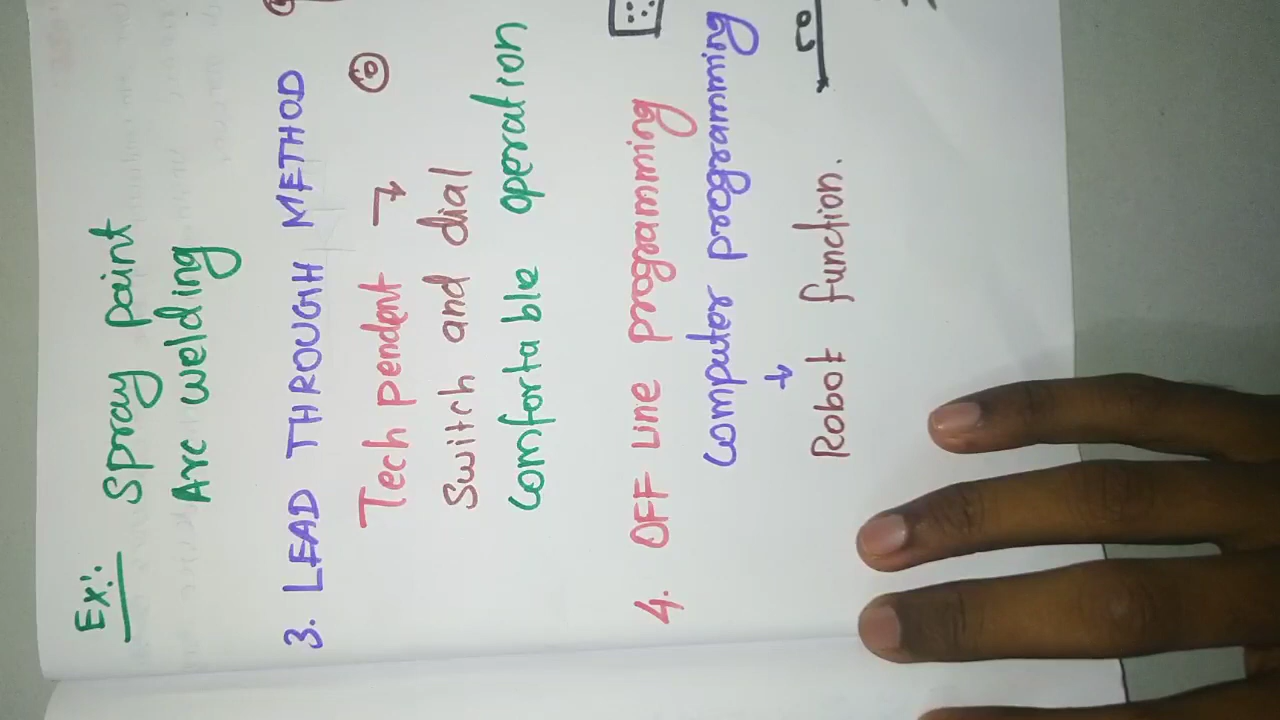 Ex:-
Spray paint
Arc welding
3. LEAD THROUGH METHOD
Tech pendent →
Switch and dial
Comfortable operation
4. OFF LINE programming
Computer programming
↓
Robot function.